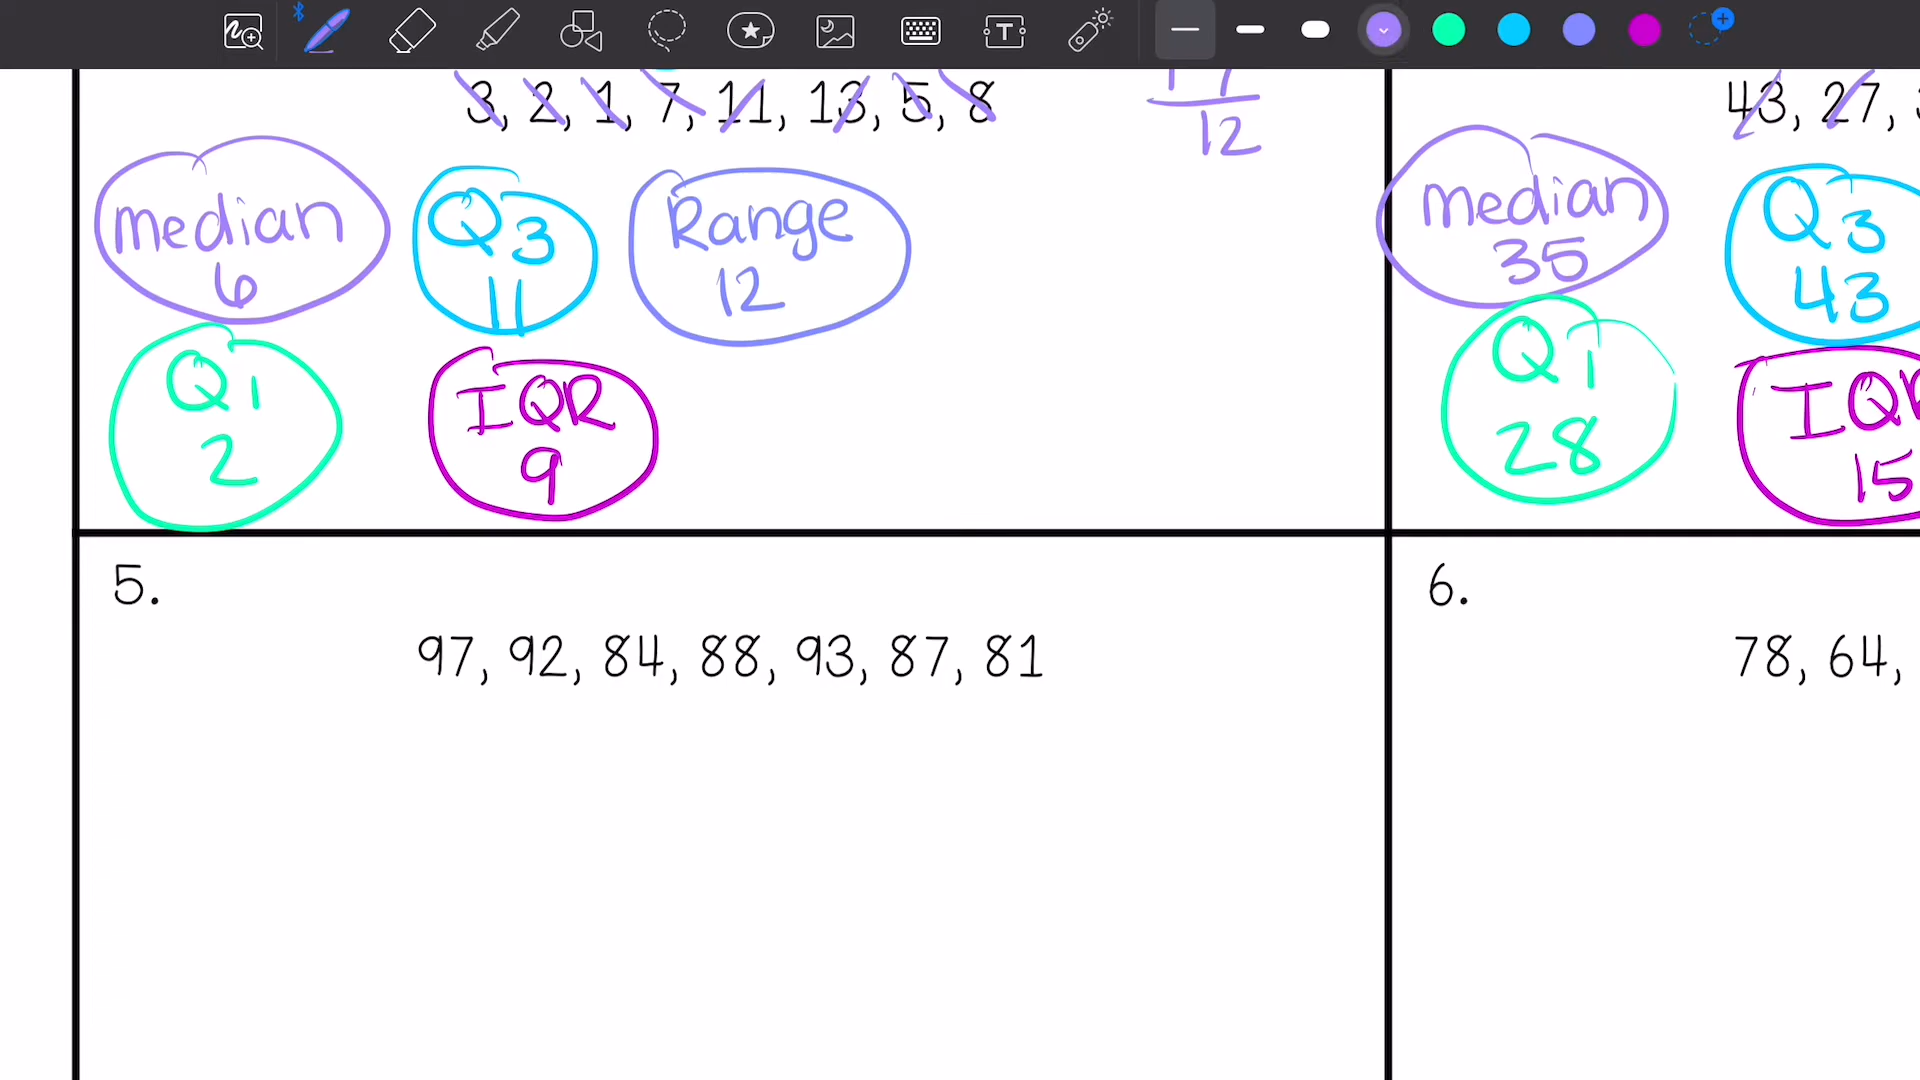 3, 2, 1, 7, 11, 13, 5, 8
12
43, 27,
median
6
Q3
11
Range
12
median
35
Q3
43
Q1
2
IQR
9
Q1
28
IQR
15
5.
97, 92, 84, 88, 93, 87, 81
6.
78, 64,